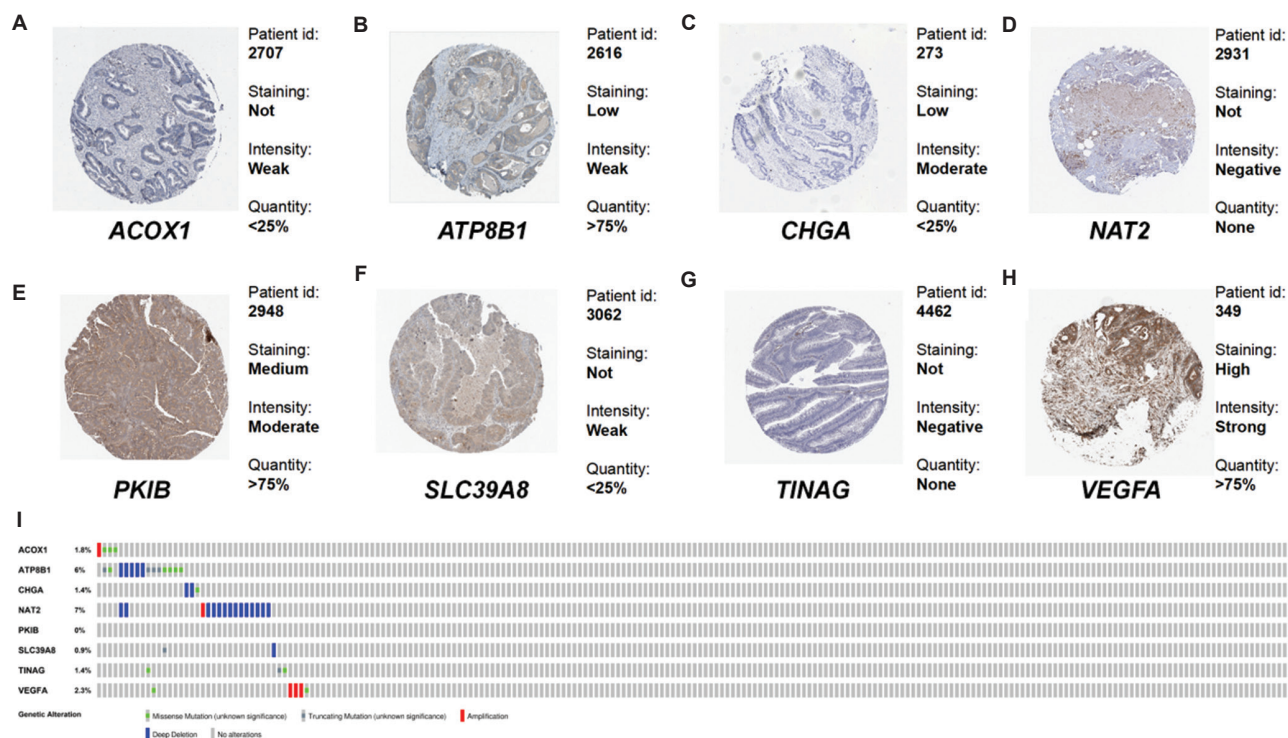 A
Patient id:
2707
Staining:
Not
Intensity:
Weak
Quantity:
<25%
ACOX1
B
Patient id:
2616
Staining:
Low
Intensity:
Weak
Quantity:
>75%
ATP8B1
C
Patient id:
273
Staining:
Low
Intensity:
Moderate
Quantity:
<25%
CHGA
D
Patient id:
2931
Staining:
Not
Intensity:
Negative
Quantity:
None
NAT2
E
Patient id:
2948
Staining:
Medium
Intensity:
Moderate
Quantity:
>75%
PKIB
F
Patient id:
3062
Staining:
Not
Intensity:
Weak
Quantity:
<25%
SLC39A8
G
Patient id:
4462
Staining:
Not
Intensity:
Negative
Quantity:
None
TINAG
H
Patient id:
349
Staining:
High
Intensity:
Strong
Quantity:
>75%
VEGFA
I
ACOX1 1.8%
ATP8B1 6%
CHGA 1.4%
NAT2 7%
PKIB 0%
SLC39A8 0.9%
TINAG 1.4%
VEGFA 2.3%
Genetic Alteration Missense Mutation (unknown significance) Truncating Mutation (unknown significance) Amplification
Deep Deletion No alterations